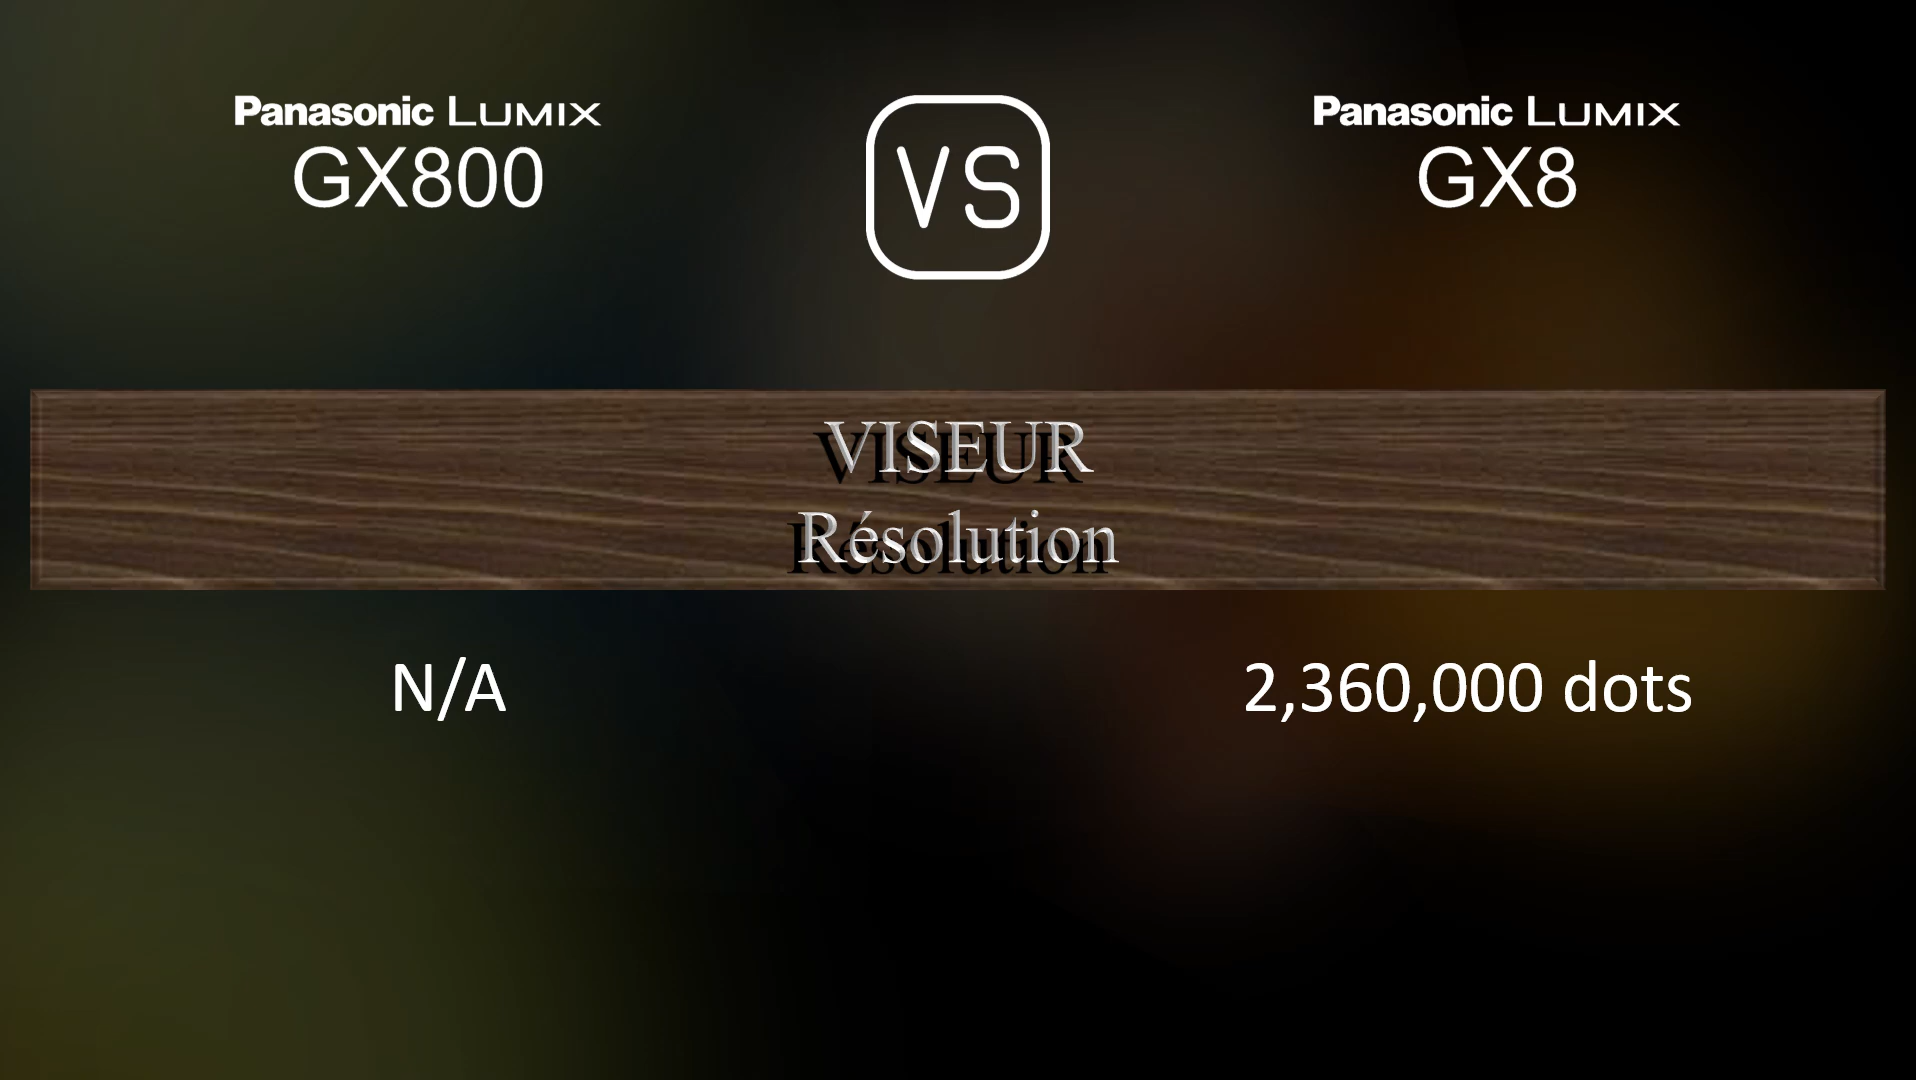 Panasonic LUMIX
GX800
VS
Panasonic LUMIX
GX8
VISEUR
Résolution
N/A
2,360,000 dots